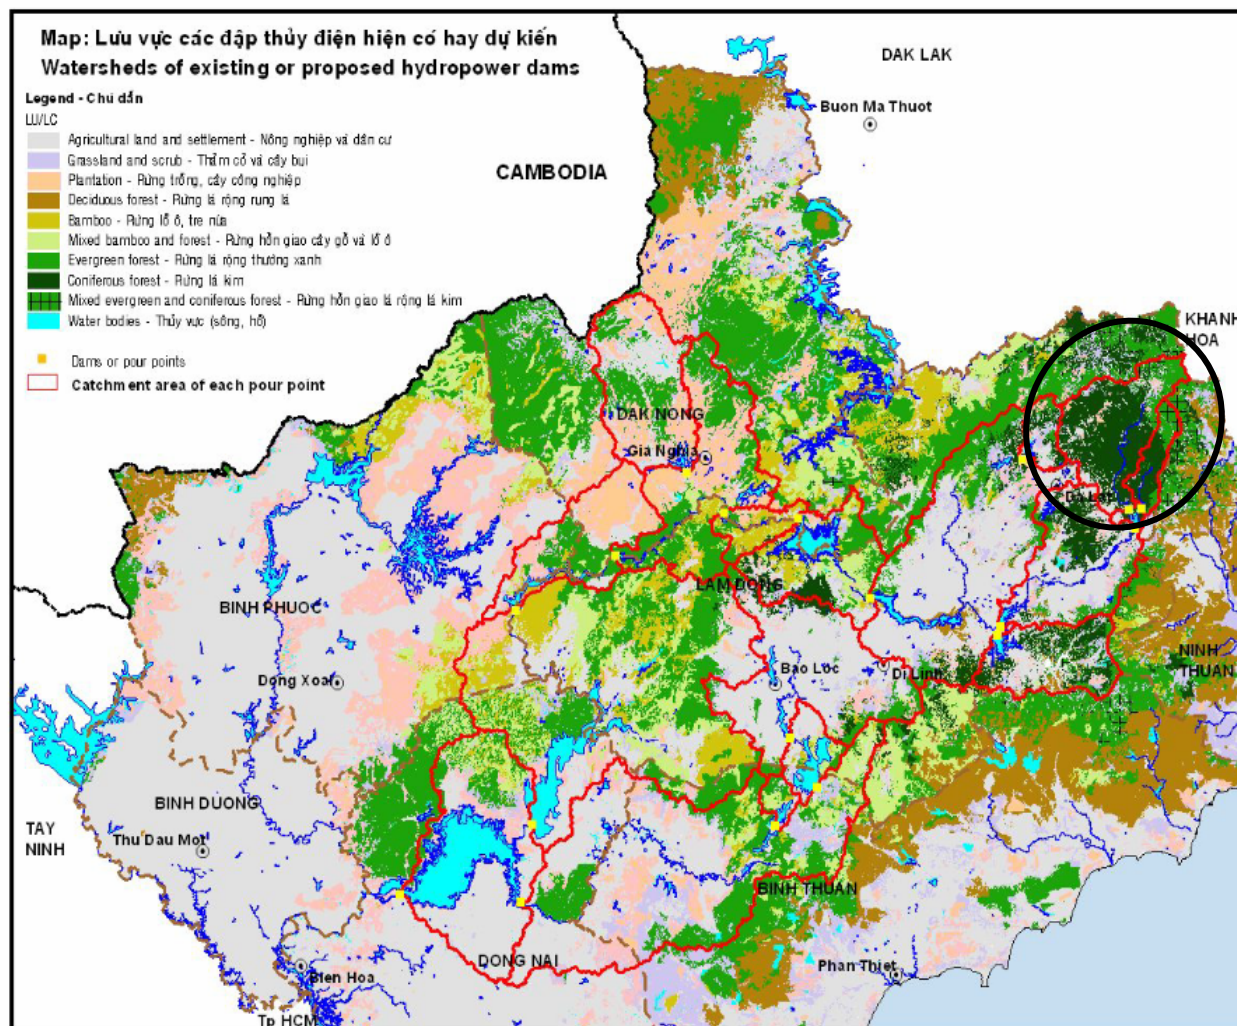 Map: Lưu vực các đập thủy điện hiện có hay dự kiến
Watersheds of existing or proposed hydropower dams
Legend - Chú dẩn
LU/LC
Agricultural land and settlement - Nông nghiệp và dân cư
Grassland and scrub - Thảm cỏ và cây bụi
Plantation - Rừng trồng, cây công nghiệp
Deciduous forest - Rừng lá rộng rụng lá
Bamboo - Rừng lồ ô, tre nứa
Mixed bamboo and forest - Rừng hổn giao cây gổ và lồ ô
Evergreen forest - Rừng lá rộng thường xanh
Coniferous forest - Rừng lá kim
Mixed evergreen and coniferous forest - Rừng hổn giao lá rộng lá kim
Water bodies - Thủy vực (sông, hồ)
Dams or pour points
Catchment area of each pour point
DAK LAK
Buon Ma Thuot
CAMBODIA
KHANH
HOA
DAK NONG
Gia Nghia
Da Lat
LAM DONG
BINH PHUOC
NINH
THUAN
Dong Xoai
Bao Loc
Di Linh
BINH DUONG
TAY
NINH
Thu Dau Mot
BINH THUAN
DONG NAI
Phan Thiet
Bien Hoa
Tp HCM